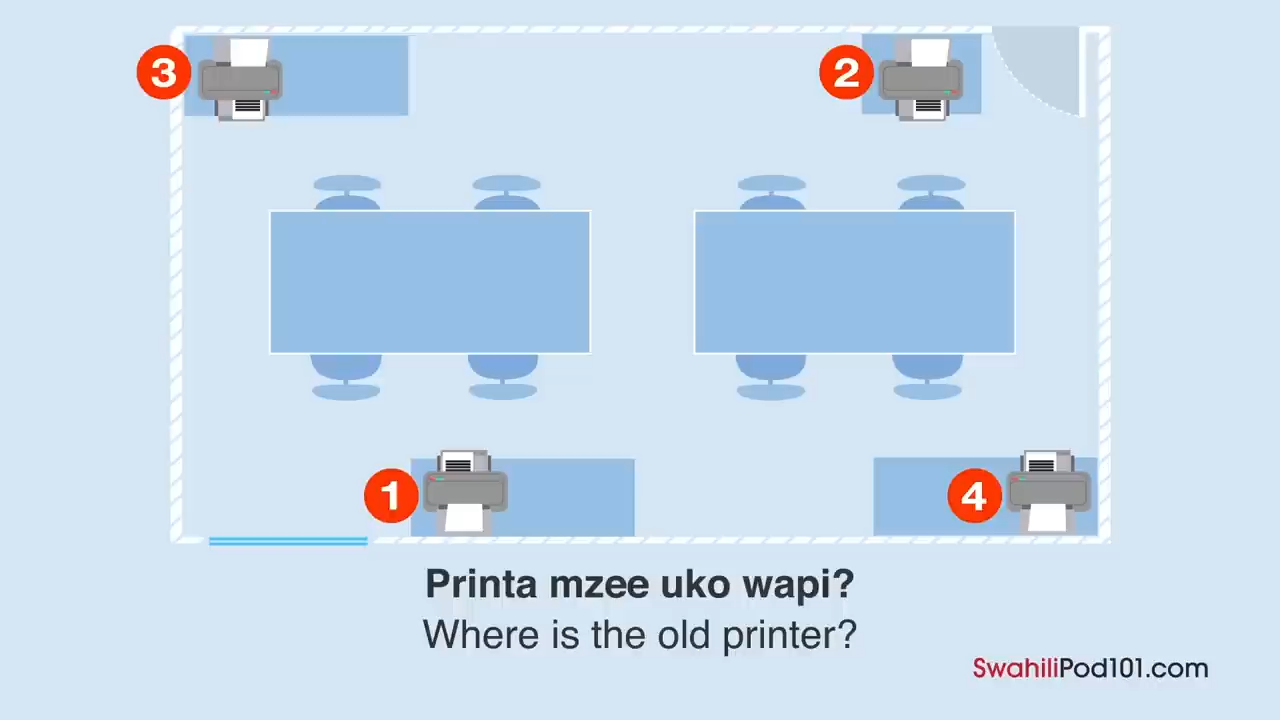 3
2
1
4
Printa mzee uko wapi?
Where is the old printer?
SwahiliPod101.com